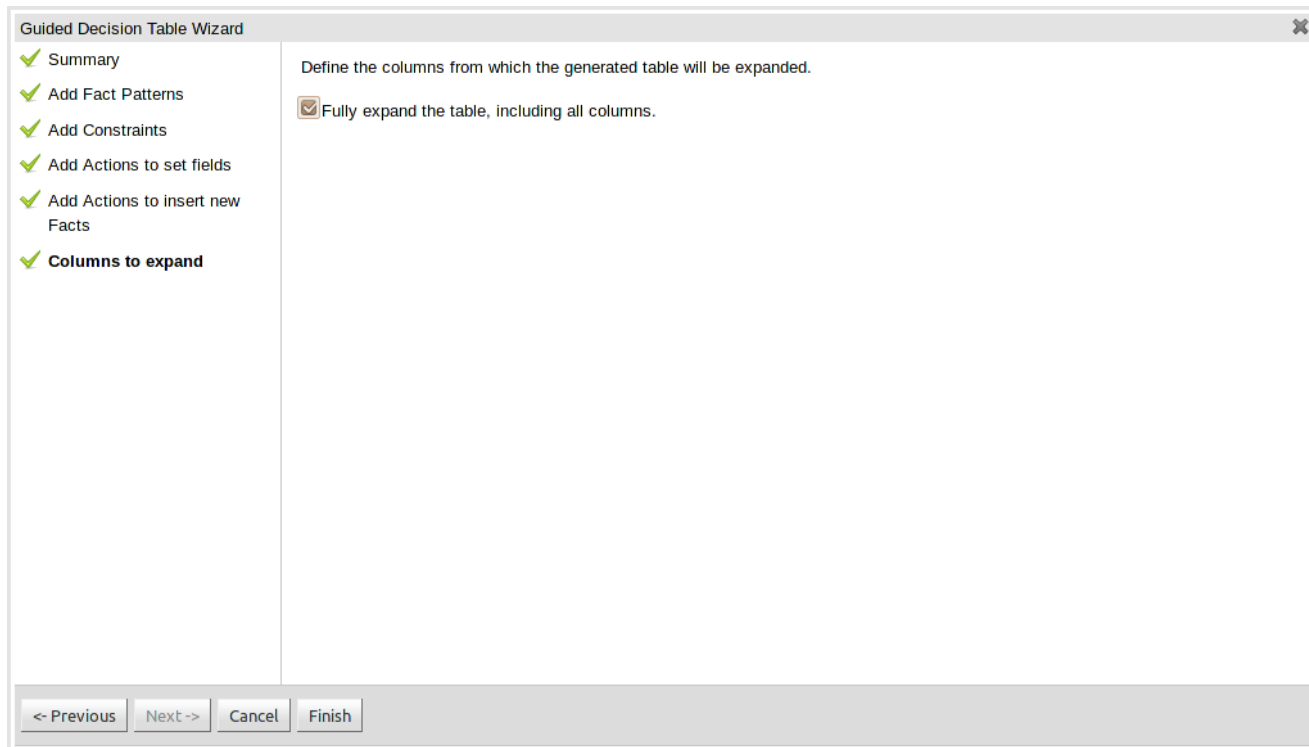 Guided Decision Table Wizard
Summary
Add Fact Patterns
Add Constraints
Add Actions to set fields
Add Actions to insert new
Facts
Columns to expand
Define the columns from which the generated table will be expanded.
Fully expand the table, including all columns.
<- Previous
Next ->
Cancel
Finish